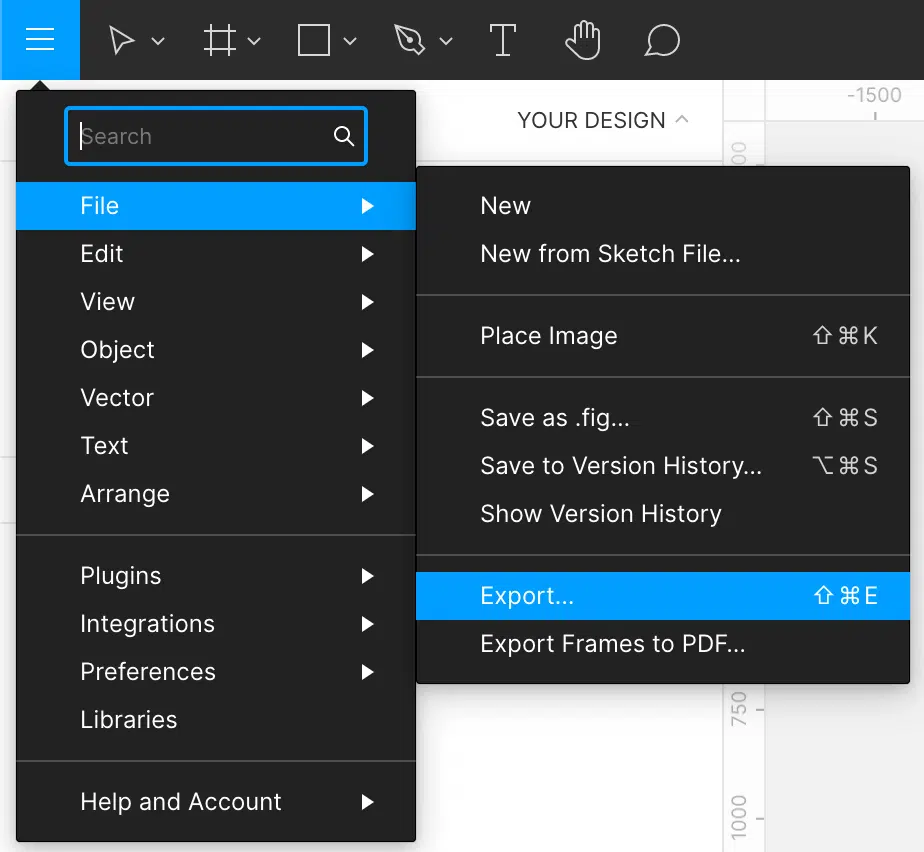 YOUR DESIGN
-1500
00
Search
File
Edit
View
Object
Vector
Text
Arrange
Plugins
Integrations
Preferences
Libraries
Help and Account
New
New from Sketch File...
Place Image ⇧⌘K
Save as .fig... ⇧⌘S
Save to Version History... ⌥⌘S
Show Version History
Export... ⇧⌘E
Export Frames to PDF...
750
1000